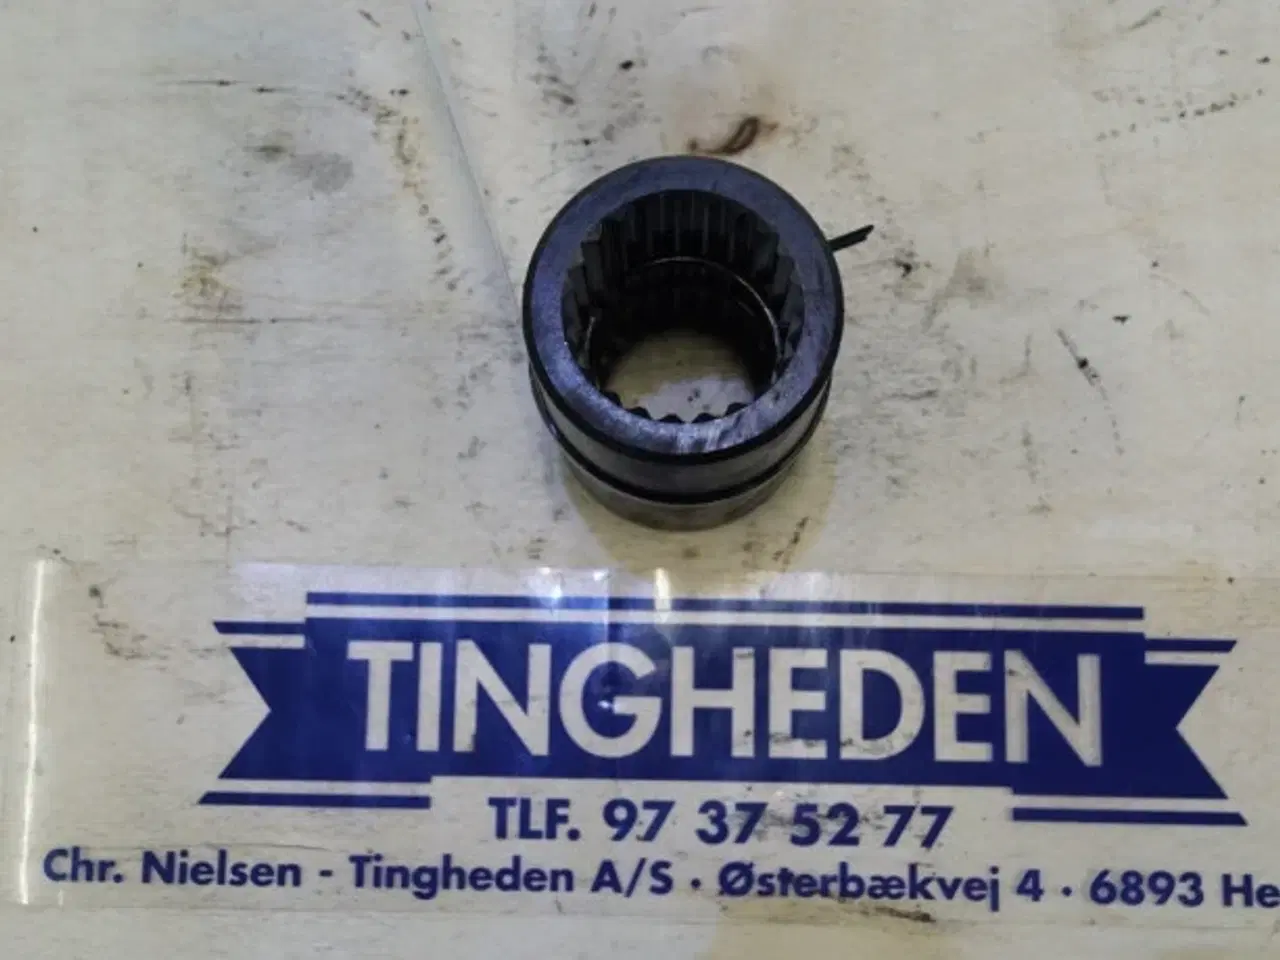 TINGHEDEN
TLF. 97 37 52 77
Chr. Nielsen - Tingheden A/S · Østerbækvej 4 · 6893 He